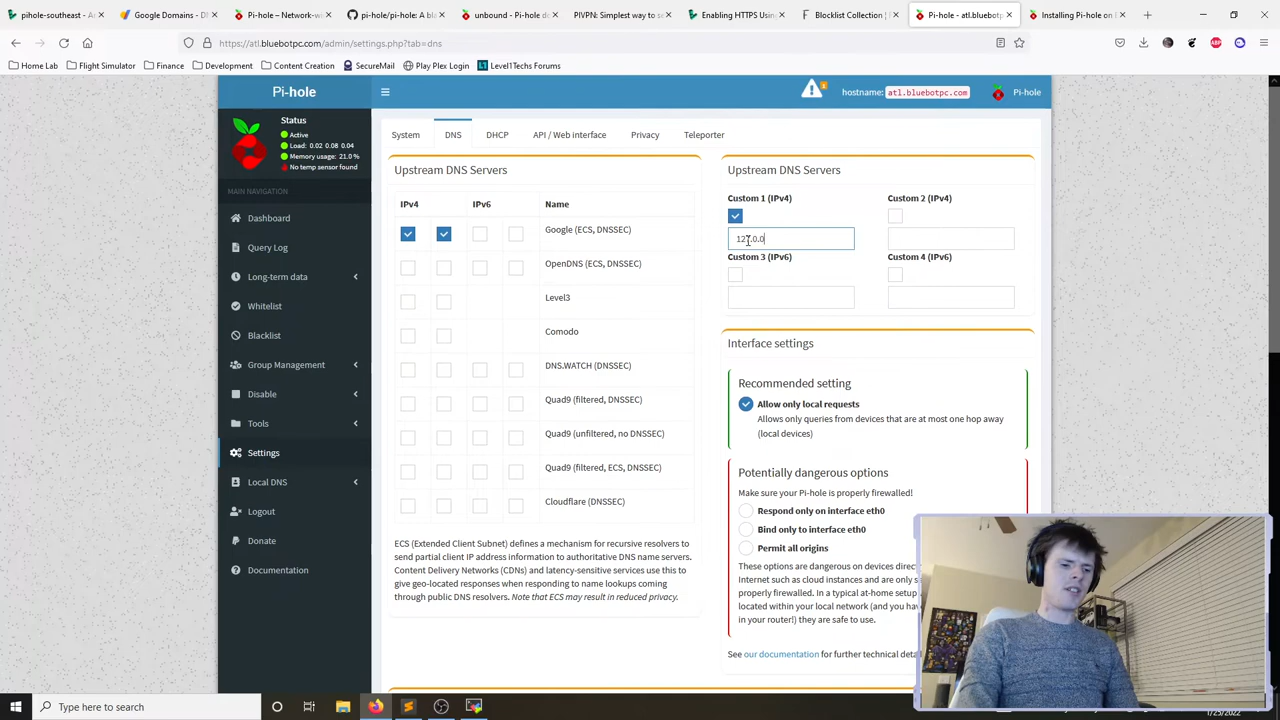 pihole-southeast - A
Google Domains - D
Pi-hole – Network-w
pi-hole/pi-hole: A bla
unbound - Pi-hole do
PIVPN: Simplest way to se
Enabling HTTPS Usin
Blocklist Collection | F
Pi-hole - atl.bluebotpc.com
Installing Pi-hole on
https://atl.bluebotpc.com/admin/settings.php?tab=dns
Home Lab
Flight Simulator
Finance
Development
Content Creation
SecureMail
Play Plex Login
Level1Techs Forums
Pi-hole
hostname: atl.bluebotpc.com
Pi-hole
Status
Active
Load: 0.02 0.08 0.04
Memory usage: 21.0 %
No temp sensor found
MAIN NAVIGATION
Dashboard
Query Log
Long-term data
Whitelist
Blacklist
Group Management
Disable
Tools
Settings
Local DNS
Logout
Donate
Documentation
System
DNS
DHCP
API / Web interface
Privacy
Teleporter
Upstream DNS Servers
IPv4
IPv6
Name
Google (ECS, DNSSEC)
OpenDNS (ECS, DNSSEC)
Level3
Comodo
DNS.WATCH (DNSSEC)
Quad9 (filtered, DNSSEC)
Quad9 (unfiltered, no DNSSEC)
Quad9 (filtered, ECS, DNSSEC)
Cloudflare (DNSSEC)
ECS (Extended Client Subnet) defines a mechanism for recursive resolvers to
send partial client IP address information to authoritative DNS name servers.
Content Delivery Networks (CDNs) and latency-sensitive services use this to
give geo-located responses when responding to name lookups coming
through public DNS resolvers. Note that ECS may result in reduced privacy.
Upstream DNS Servers
Custom 1 (IPv4)
Custom 2 (IPv4)
127.0.0
Custom 3 (IPv6)
Custom 4 (IPv6)
Interface settings
Recommended setting
Allow only local requests
Allows only queries from devices that are at most one hop away
(local devices)
Potentially dangerous options
Make sure your Pi-hole is properly firewalled!
Respond only on interface eth0
Bind only to interface eth0
Permit all origins
These options are dangerous on devices direc
Internet such as cloud instances and are only s
properly firewalled. In a typical at-home setup
located within your local network (and you hav
in your router!) they are safe to use.
See our documentation for further technical deta
Type here to search
1/25/2022